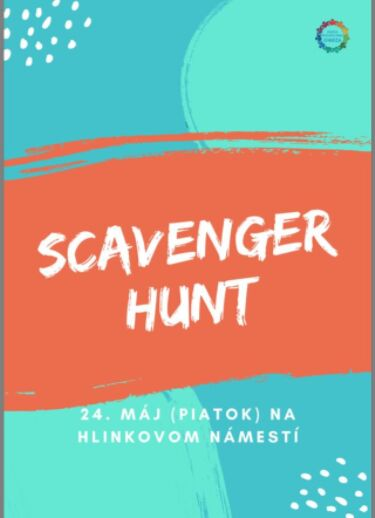 SCAVENGER
HUNT
24. MÁJ (PIATOK) NA
HLINKOVOM NÁMESTÍ